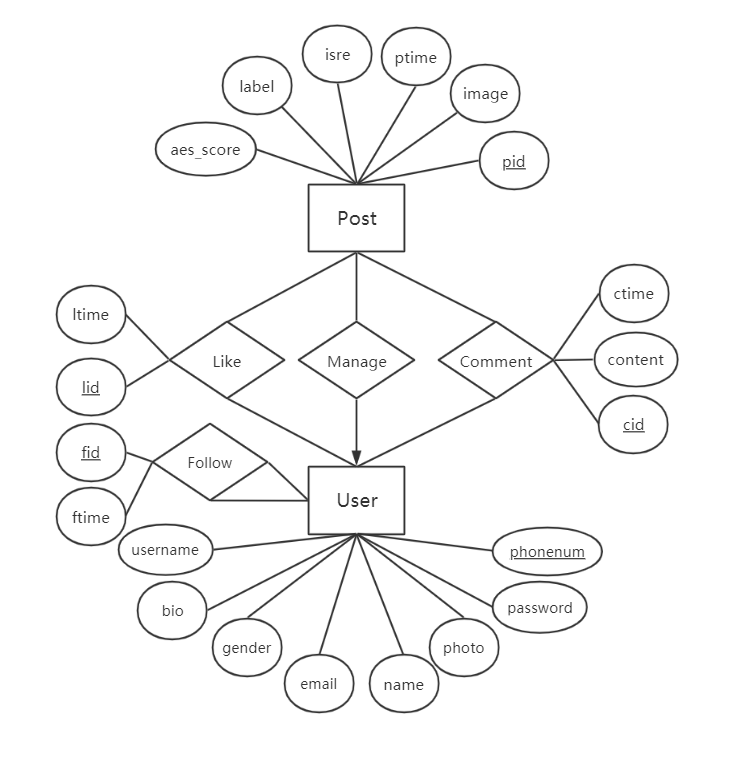 isre
ptime
label
image
aes_score
pid
Post
ctime
ltime
Like
Manage
Comment
content
lid
cid
fid
Follow
User
ftime
username
phonenum
bio
password
gender
photo
email
name